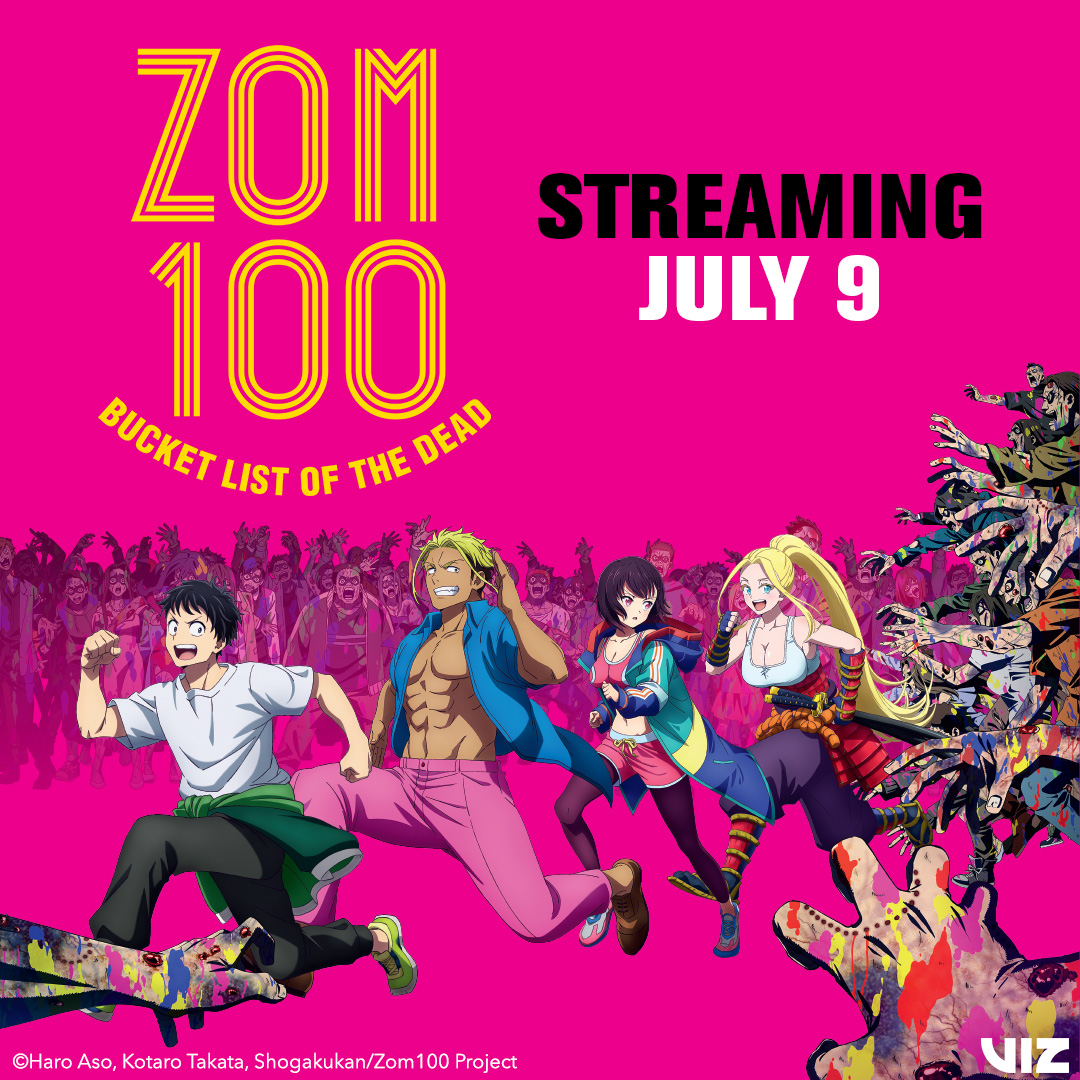 ZOM
100
BUCKET LIST OF THE DEAD
STREAMING
JULY 9
©Haro Aso, Kotaro Takata, Shogakukan/Zom100 Project
VIZ